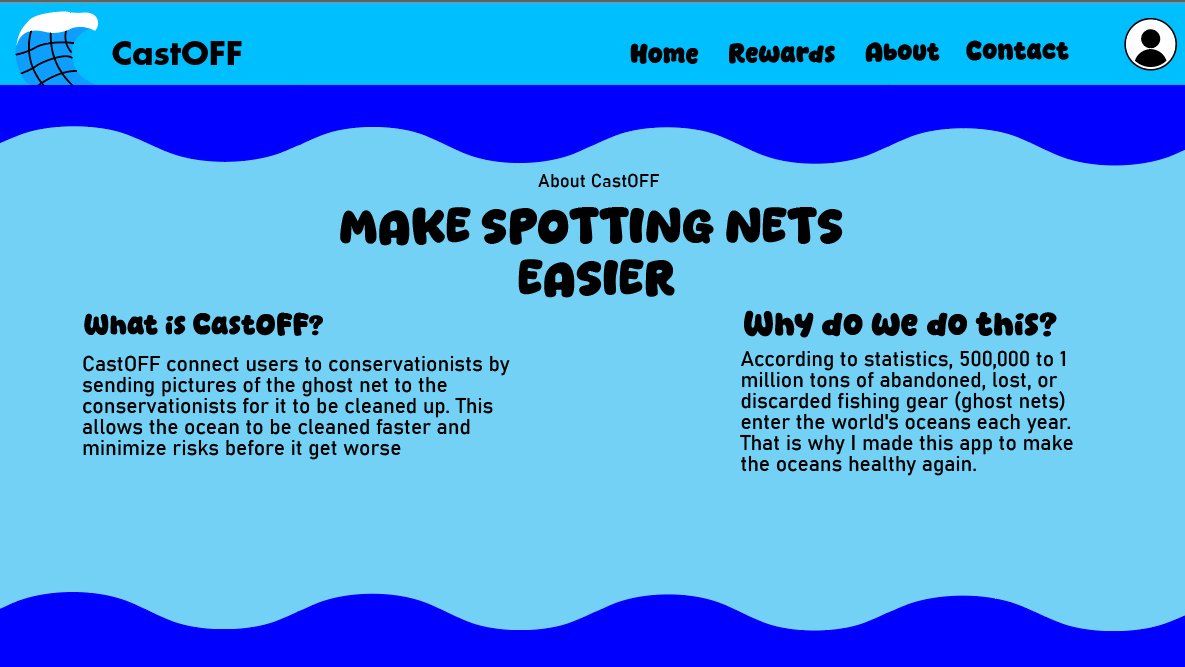 CastOFF
Home Rewards About Contact
About CastOFF
MAKE SPOTTING NETS
EASIER
What is CastOFF?
CastOFF connect users to conservationists by
sending pictures of the ghost net to the
conservationists for it to be cleaned up. This
allows the ocean to be cleaned faster and
minimize risks before it get worse
Why do we do this?
According to statistics, 500,000 to 1
million tons of abandoned, lost, or
discarded fishing gear (ghost nets)
enter the world's oceans each year.
That is why I made this app to make
the oceans healthy again.